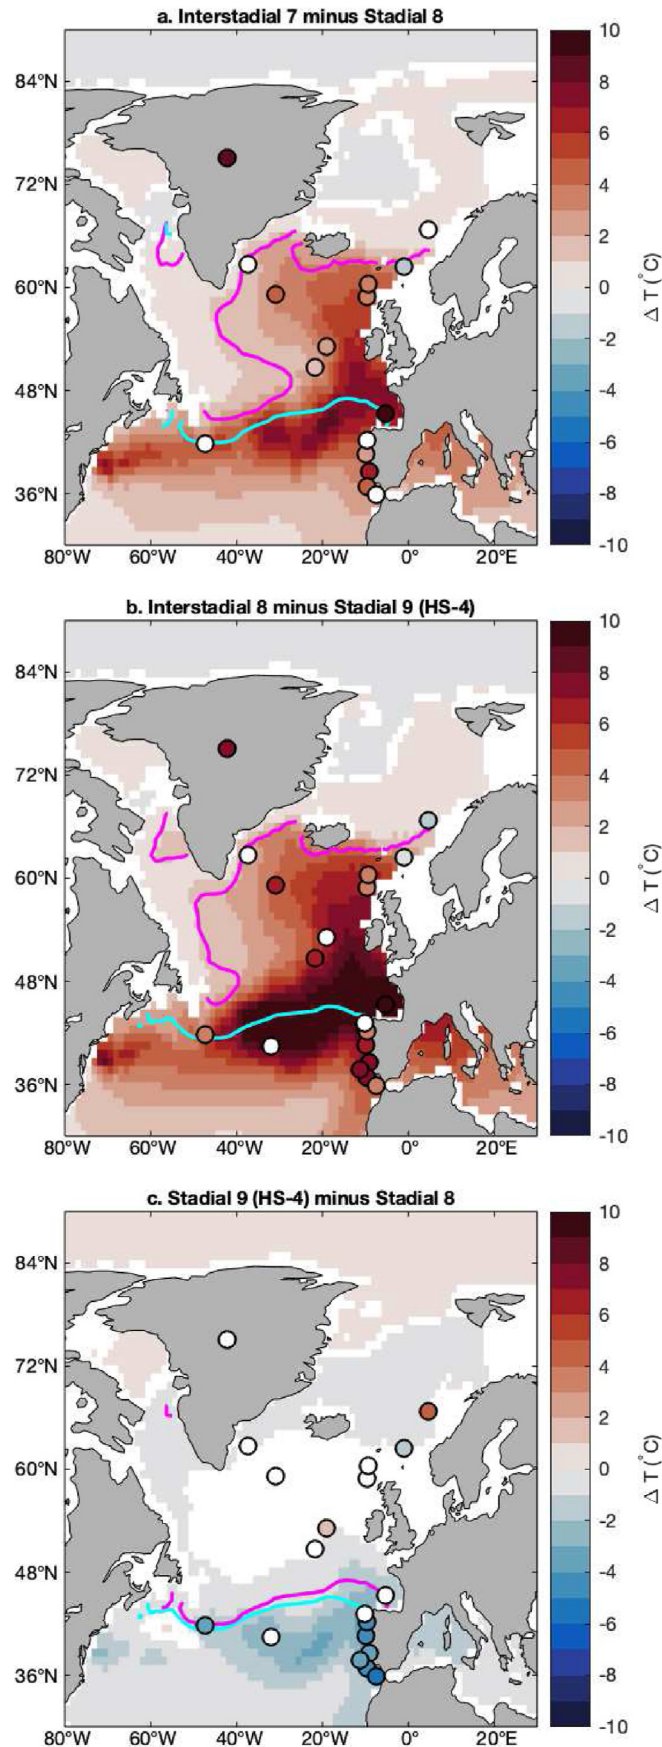 a. Interstadial 7 minus Stadial 8
84°N
72°N
60°N
48°N
36°N
80°W 60°W 40°W 20°W 0° 20°E
10
8
6
4
2
0
-2
-4
-6
-8
-10
Δ T (°C)
b. Interstadial 8 minus Stadial 9 (HS-4)
84°N
72°N
60°N
48°N
36°N
80°W 60°W 40°W 20°W 0° 20°E
10
8
6
4
2
0
-2
-4
-6
-8
-10
Δ T (°C)
c. Stadial 9 (HS-4) minus Stadial 8
84°N
72°N
60°N
48°N
36°N
80°W 60°W 40°W 20°W 0° 20°E
10
8
6
4
2
0
-2
-4
-6
-8
-10
Δ T (°C)